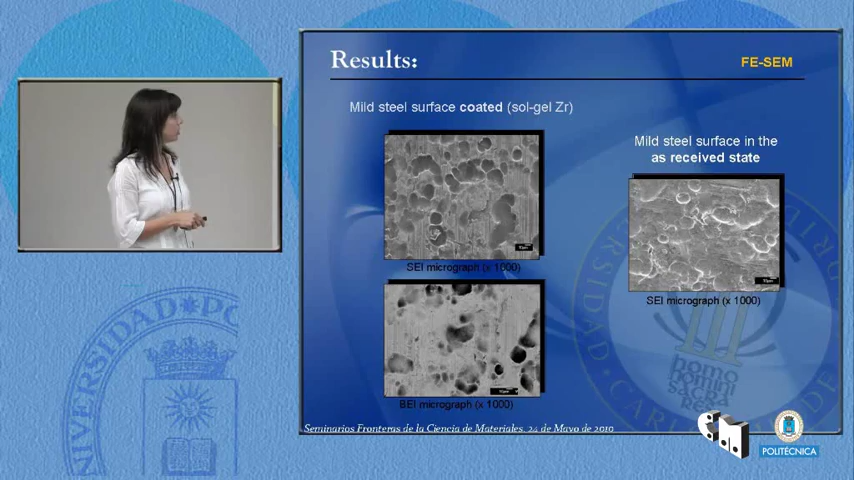 Results:
FE-SEM
Mild steel surface coated (sol-gel Zr)
Mild steel surface in the
as received state
SEI micrograph (x 1000)
SEI micrograph (x 1000)
BEI micrograph (x 1000)
Seminarios Fronteras de la Ciencia de Materiales, 24 de Mayo de 2010
POLITÉCNICA